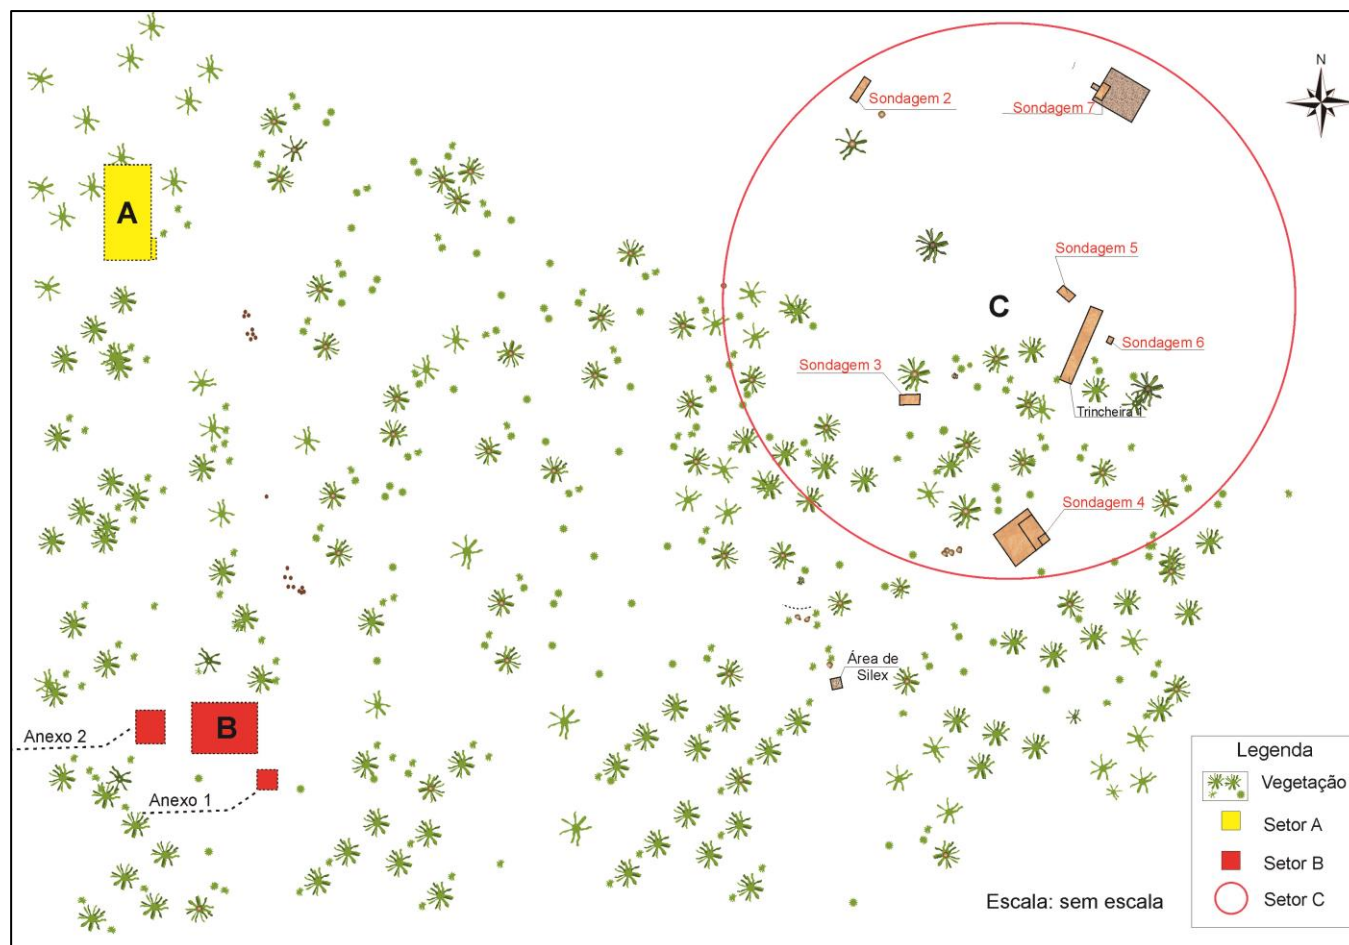 N
Sondagem 2
Sondagem 7
A
Sondagem 5
C
Sondagem 6
Sondagem 3
Trincheira 1
Sondagem 4
Área de
Silex
B
Anexo 2
Anexo 1
Legenda
Vegetação
Setor A
Setor B
Setor C
Escala: sem escala